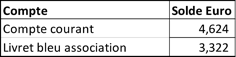 Compte Solde Euro
Compte courant 4,624
Livret bleu association 3,322